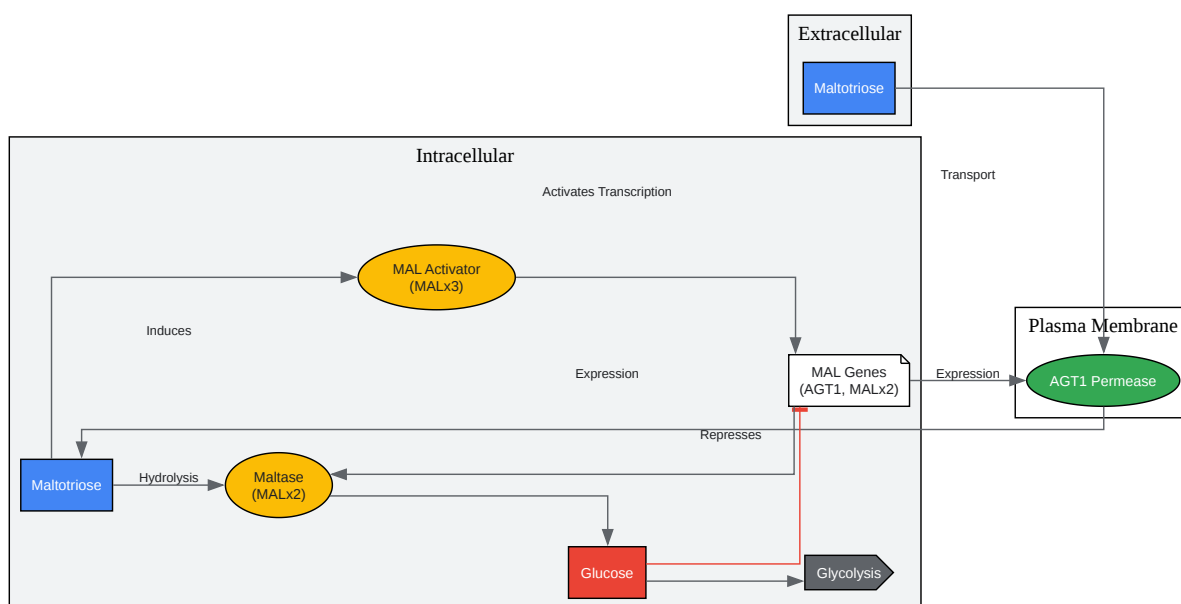 Extracellular
Maltotriose
Intracellular
Activates Transcription
Transport
MAL Activator
(MALx3)
Induces
Plasma Membrane
Expression
MAL Genes
(AGT1, MALx2)
Expression
AGT1 Permease
Represses
Maltotriose
Hydrolysis
Maltase
(MALx2)
Glucose
Glycolysis